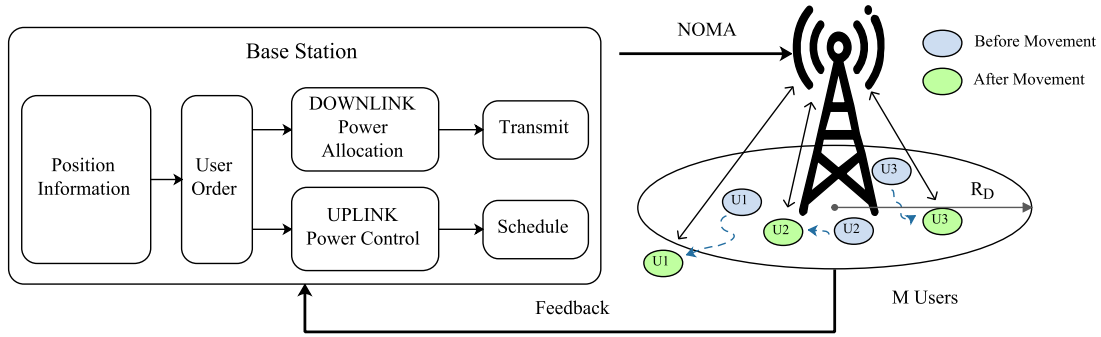 Base Station
Position
Information
User
Order
DOWNLINK
Power
Allocation
Transmit
UPLINK
Power Control
Schedule
NOMA
Before Movement
After Movement
U3
U1
R_D
U3
U2
U2
U1
M Users
Feedback